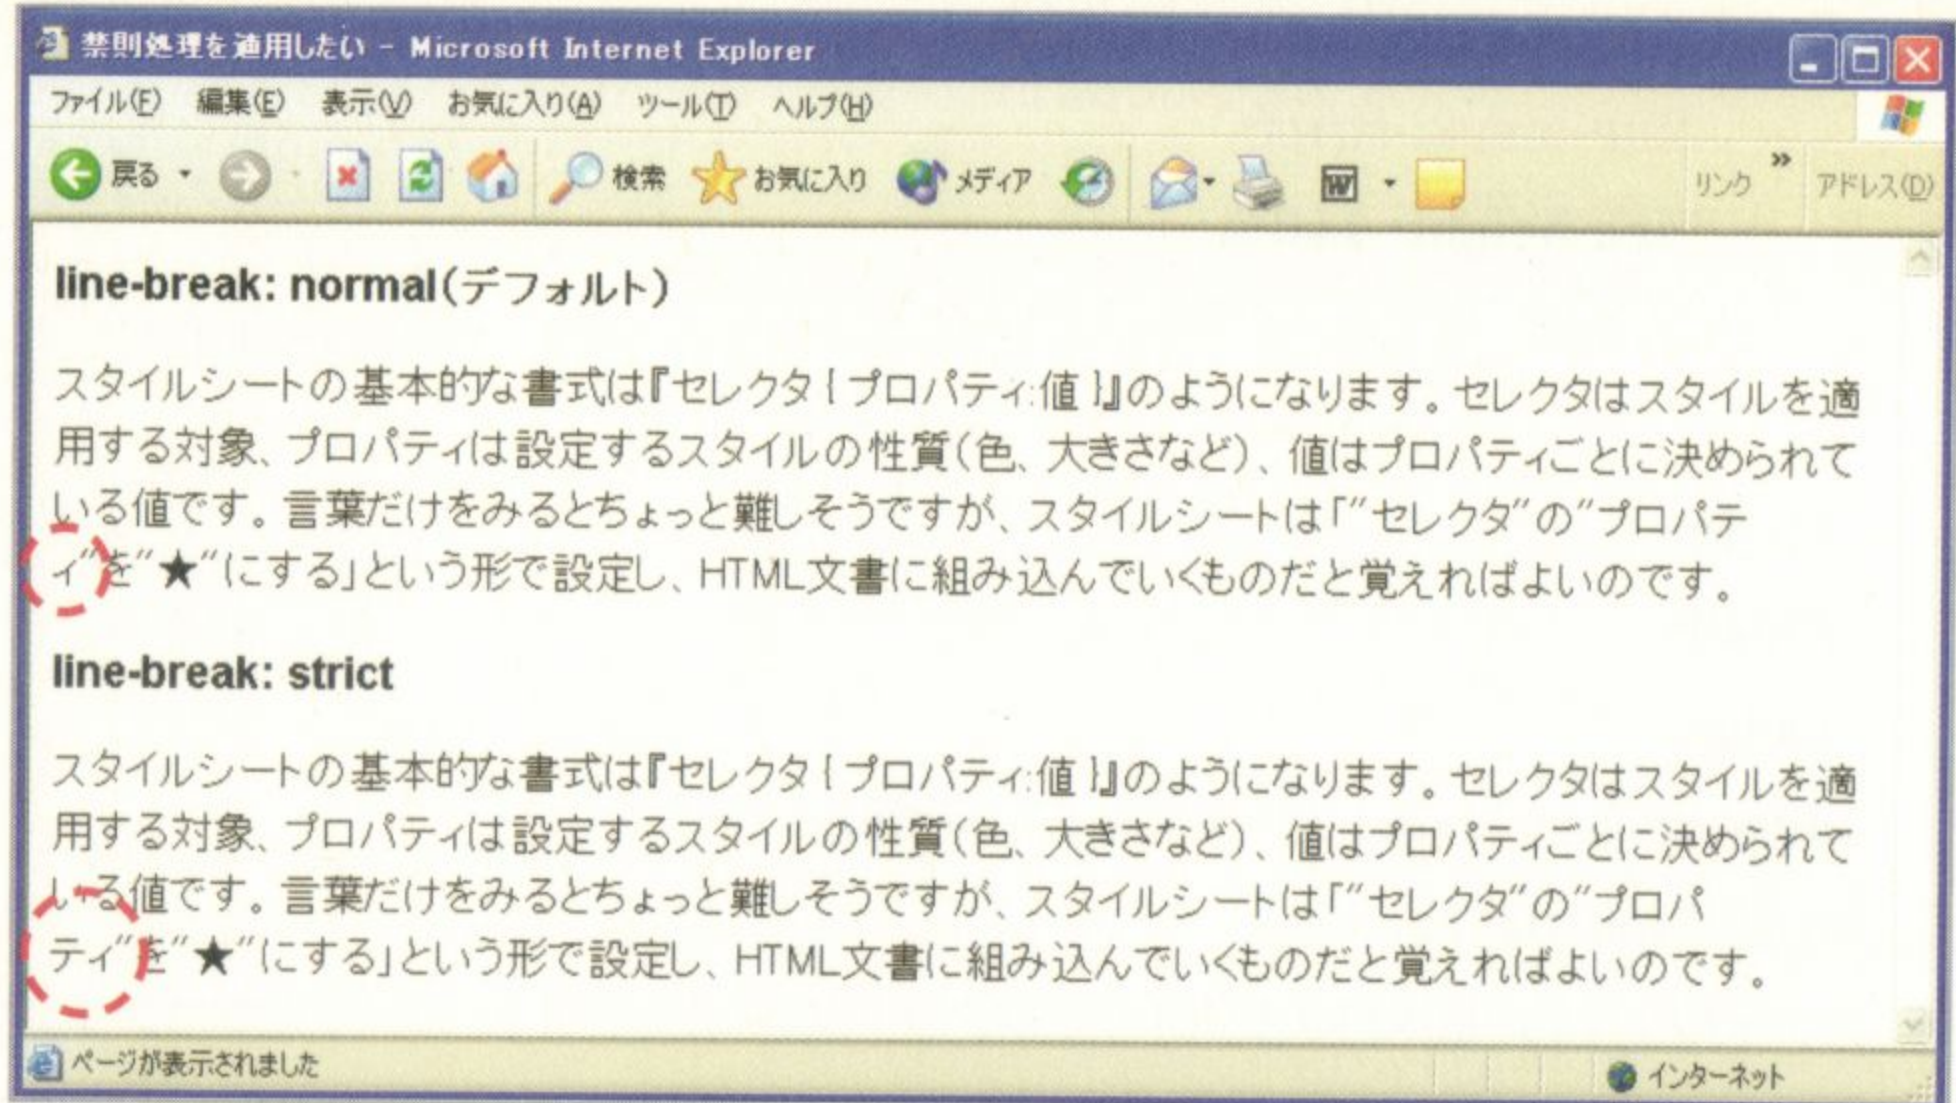 禁則処理を適用したい - Microsoft Internet Explorer
ファイル(F) 編集(E) 表示(V) お気に入り(A) ツール(T) ヘルプ(H)
戻る 検索 お気に入り メディア リンク » アドレス(D)
line-break: normal(デフォルト)
スタイルシートの基本的な書式は『セレクタ { プロパティ:値 }』のようになります。セレクタはスタイルを適
用する対象、プロパティは設定するスタイルの性質(色、大きさなど)、値はプロパティごとに決められて
いる値です。言葉だけをみるとちょっと難しそうですが、スタイルシートは「"セレクタ"の"プロパテ
ィ"を"★"にする」という形で設定し、HTML文書に組み込んでいくものだと覚えればよいのです。
line-break: strict
スタイルシートの基本的な書式は『セレクタ { プロパティ:値 }』のようになります。セレクタはスタイルを適
用する対象、プロパティは設定するスタイルの性質(色、大きさなど)、値はプロパティごとに決められて
いる値です。言葉だけをみるとちょっと難しそうですが、スタイルシートは「"セレクタ"の"プロパ
ティ"を"★"にする」という形で設定し、HTML文書に組み込んでいくものだと覚えればよいのです。
ページが表示されました インターネット